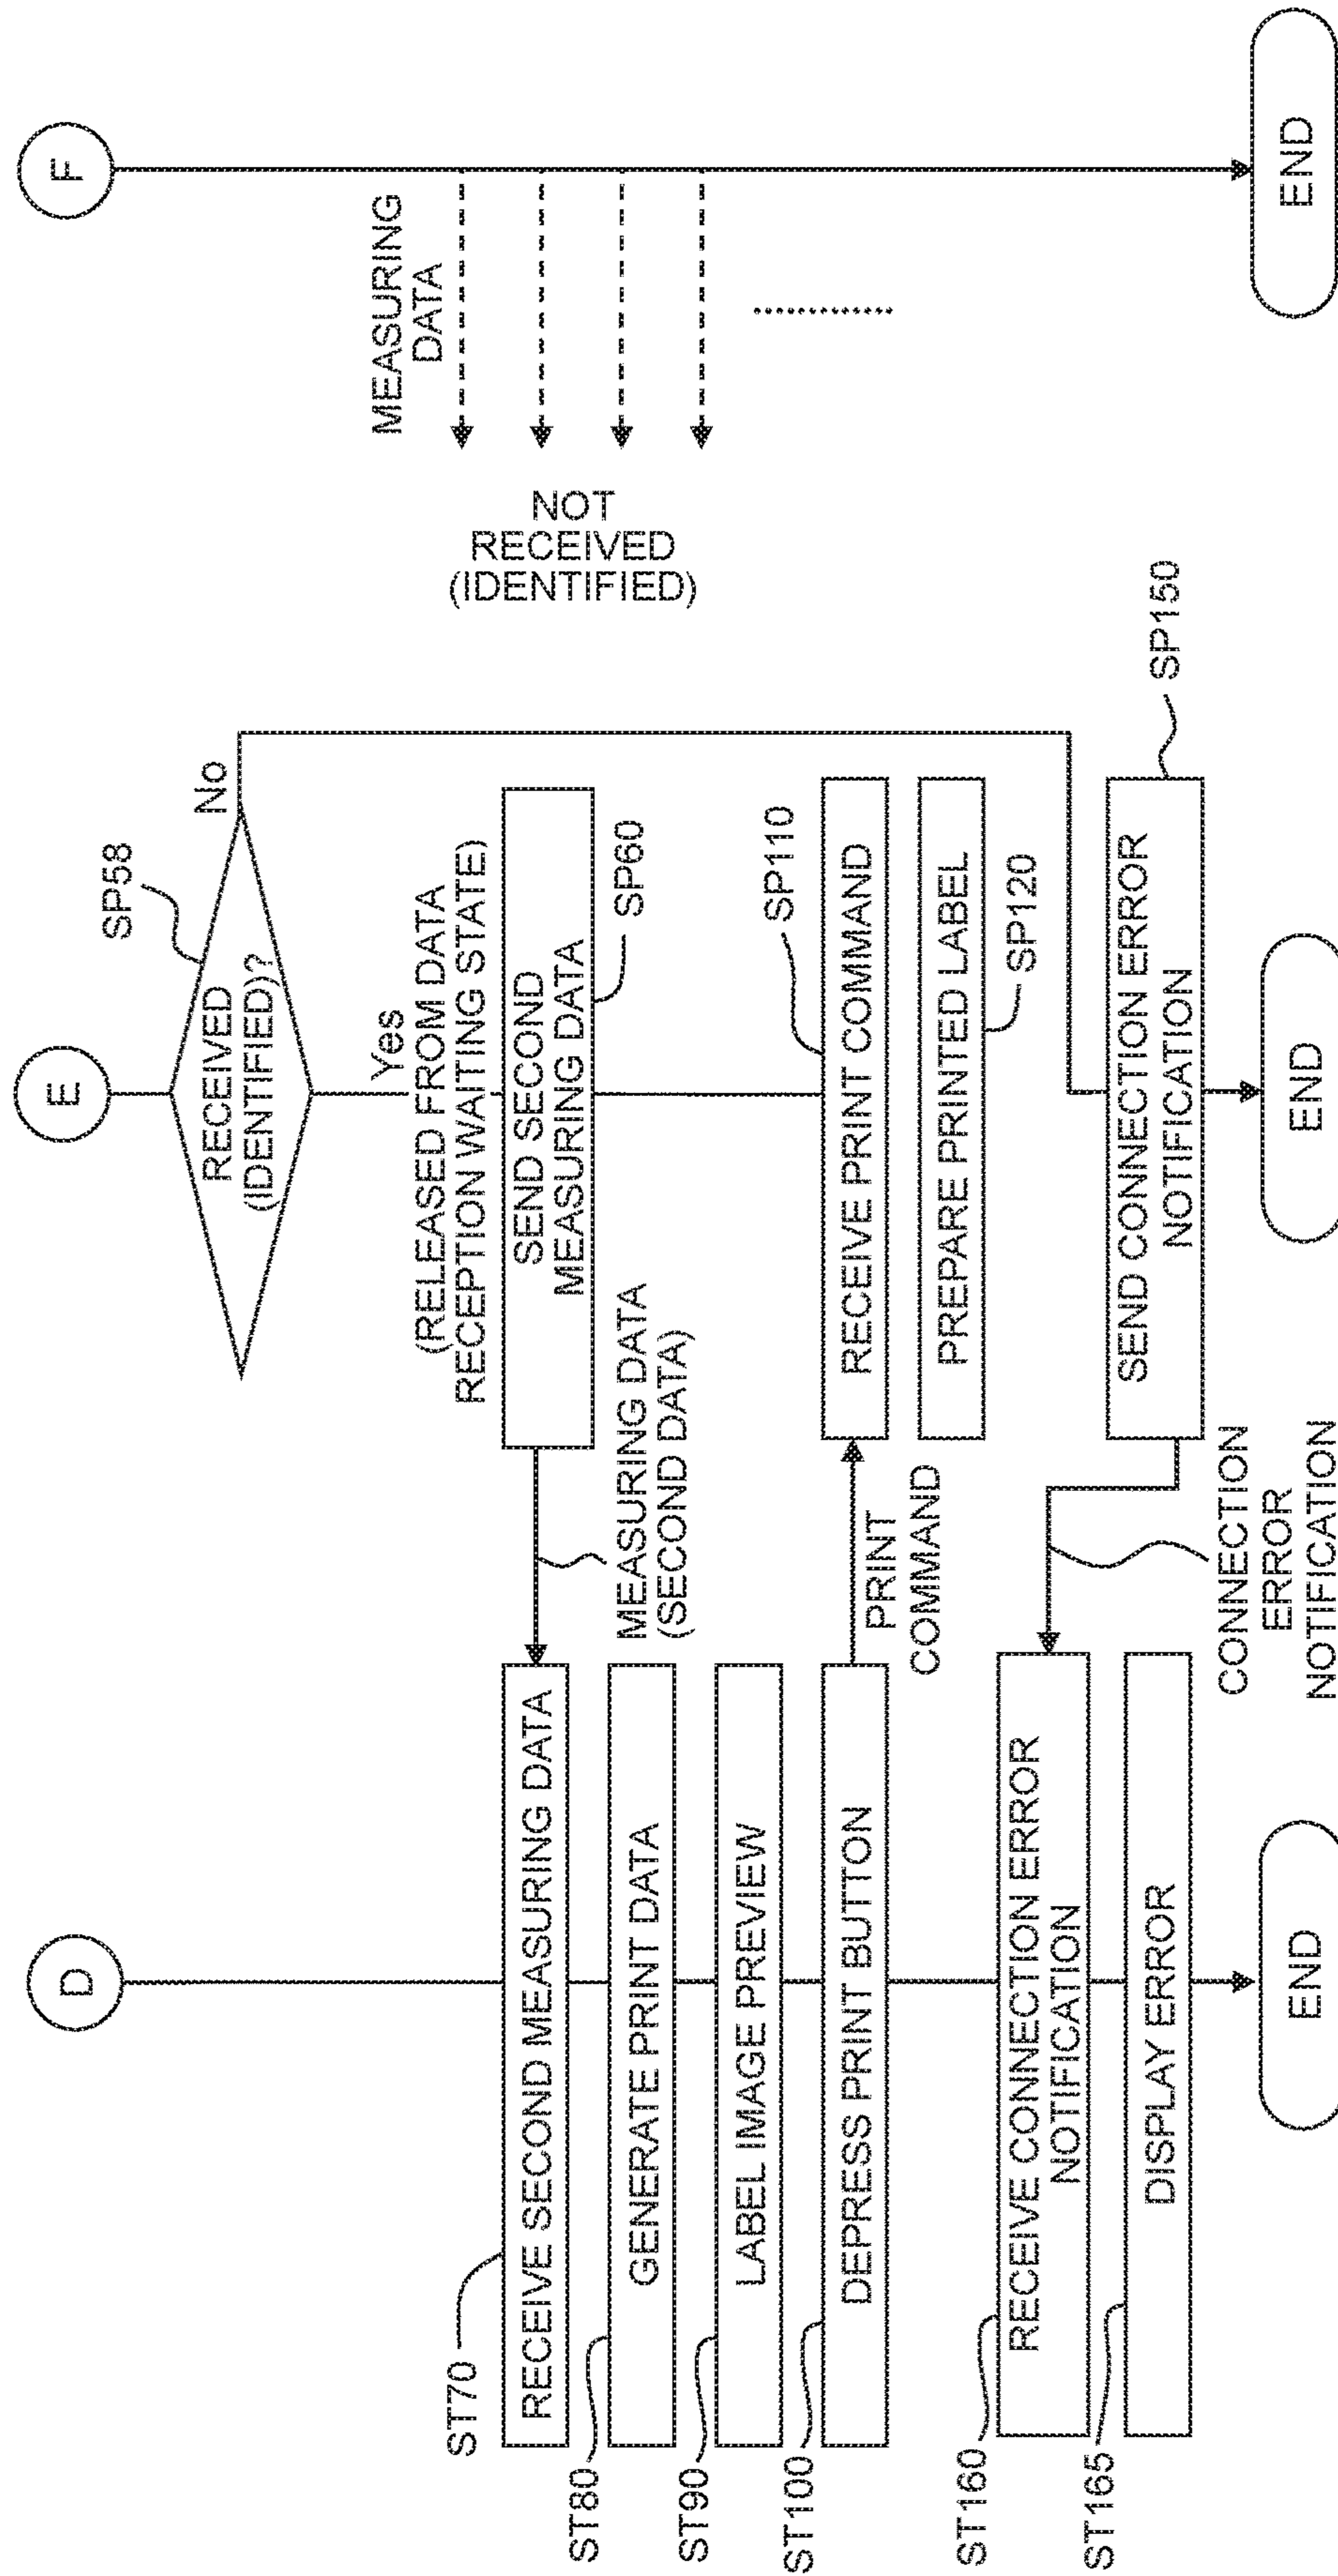 D
ST70
RECEIVE SECOND MEASURING DATA
ST80
GENERATE PRINT DATA
ST90
LABEL IMAGE PREVIEW
ST100
DEPRESS PRINT BUTTON
ST160
RECEIVE CONNECTION ERROR
NOTIFICATION
ST165
DISPLAY ERROR
END
MEASURING DATA
(SECOND DATA)
PRINT
COMMAND
CONNECTION
ERROR
NOTIFICATION
E
SP58
RECEIVED
(IDENTIFIED)?
No
Yes
(RELEASED FROM DATA
RECEPTION WAITING STATE)
SEND SECOND
MEASURING DATA
SP60
SP110
RECEIVE PRINT COMMAND
PREPARE PRINTED LABEL
SP120
SEND CONNECTION ERROR
NOTIFICATION
SP150
END
F
MEASURING
DATA
NOT
RECEIVED
(IDENTIFIED)
END